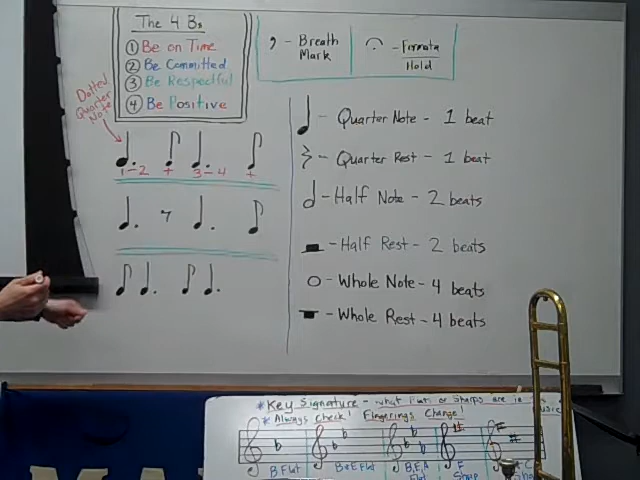 The 4 Bs
① Be on Time
② Be Committed
③ Be Respectful
④ Be Positive
Breath
Mark
Firmata
Hold
Dotted
Quarter
Note
1-2 + 3-4 +
Quarter Note - 1 beat
Quarter Rest - 1 beat
Half Note - 2 beats
Half Rest - 2 beats
Whole Note - 4 beats
Whole Rest - 4 beats
*Key Signature - what Flats or Sharps are in
music
*Always Check! Fingerings Change!
B Flat
B+E Flat
B,E,A
Flat
F
Sharp